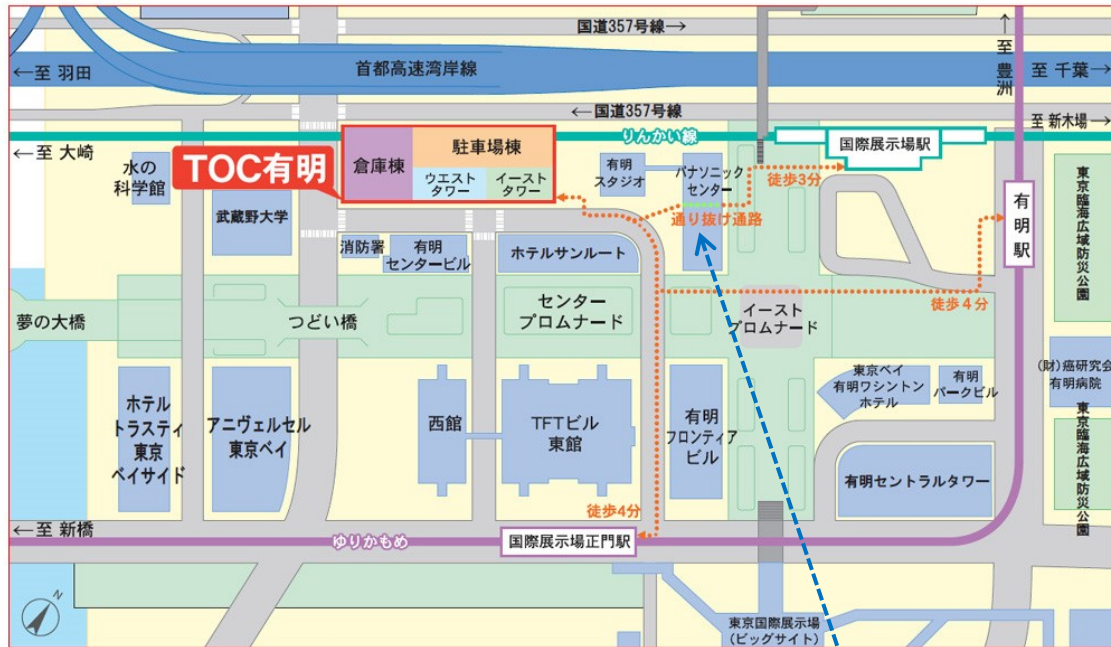 国道357号線→
←至 羽田
首都高速湾岸線
↑至 豊洲
至 千葉→
←国道357号線
至 新木場→
りんかい線
国際展示場駅
←至 大崎
水の
科学館
TOC有明
倉庫棟
駐車場棟
ウエスト
タワー
イースト
タワー
有明
スタジオ
パナソニック
センター
徒歩3分
通り抜け通路
武蔵野大学
消防署
有明
センタービル
ホテルサンルート
有明駅
東京臨海広域防災公園
夢の大橋
つどい橋
センター
プロムナード
イースト
プロムナード
徒歩4分
ホテル
トラスティ
東京
ベイサイド
アニヴェルセル
東京ベイ
西館
TFTビル
東館
有明
フロンティア
ビル
東京ベイ
有明ワシントン
ホテル
有明
パークビル
(財)癌研究会
有明病院
東京臨海広域防災公園
有明セントラルタワー
徒歩4分
←至 新橋
ゆりかもめ
国際展示場正門駅
N
東京国際展示場
(ビッグサイト)